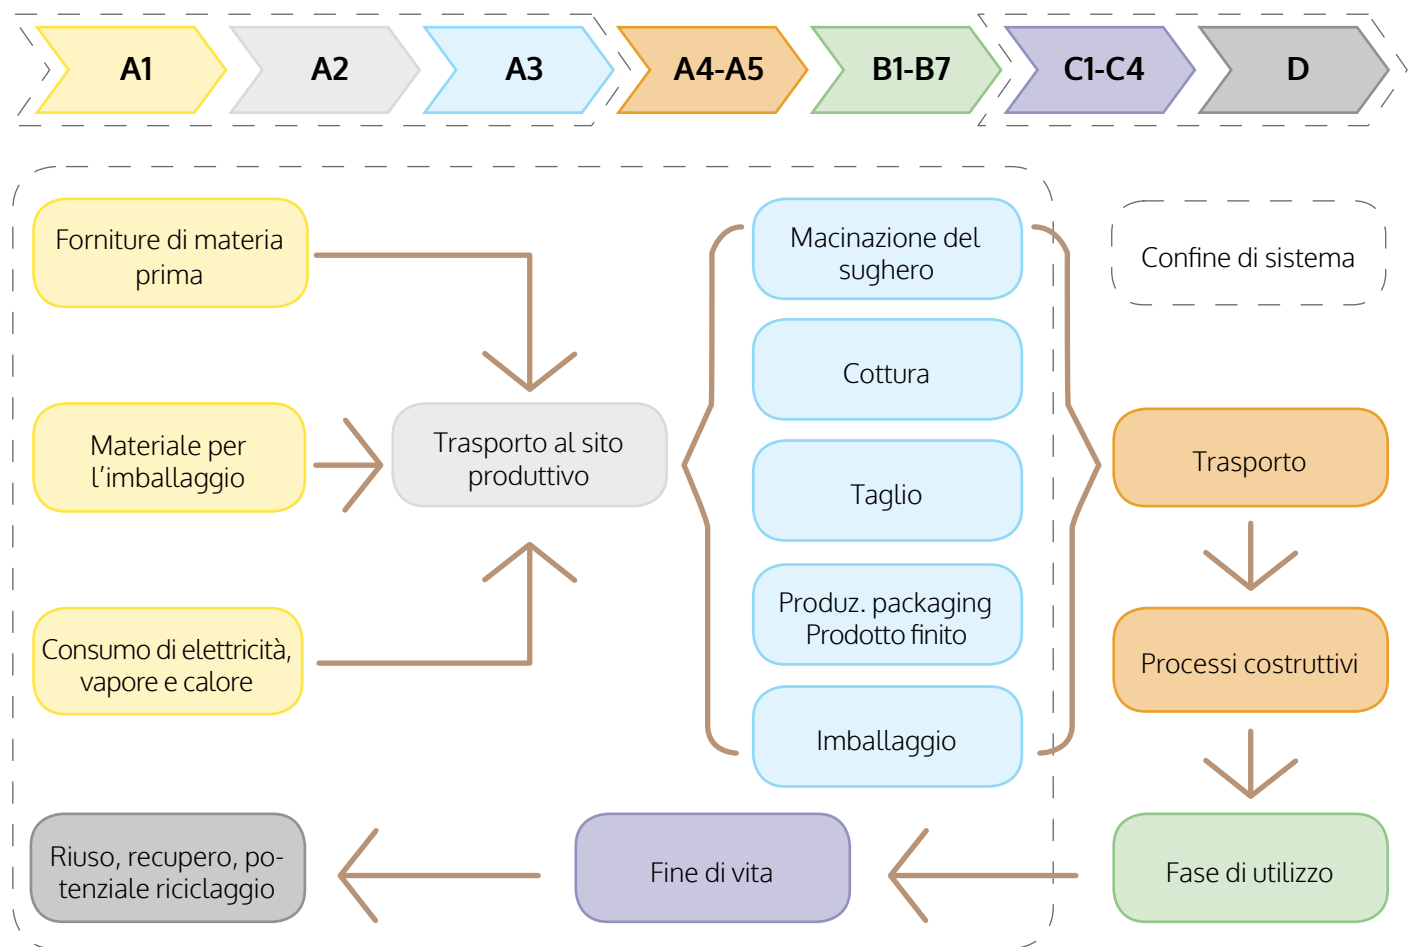 A1
A2
A3
A4-A5
B1-B7
C1-C4
D
Forniture di materia
prima
Materiale per
l’imballaggio
Consumo di elettricità,
vapore e calore
Trasporto al sito
produttivo
Macinazione del
sughero
Cottura
Taglio
Produz. packaging
Prodotto finito
Imballaggio
Confine di sistema
Trasporto
Processi costruttivi
Fase di utilizzo
Fine di vita
Riuso, recupero, po-
tenziale riciclaggio